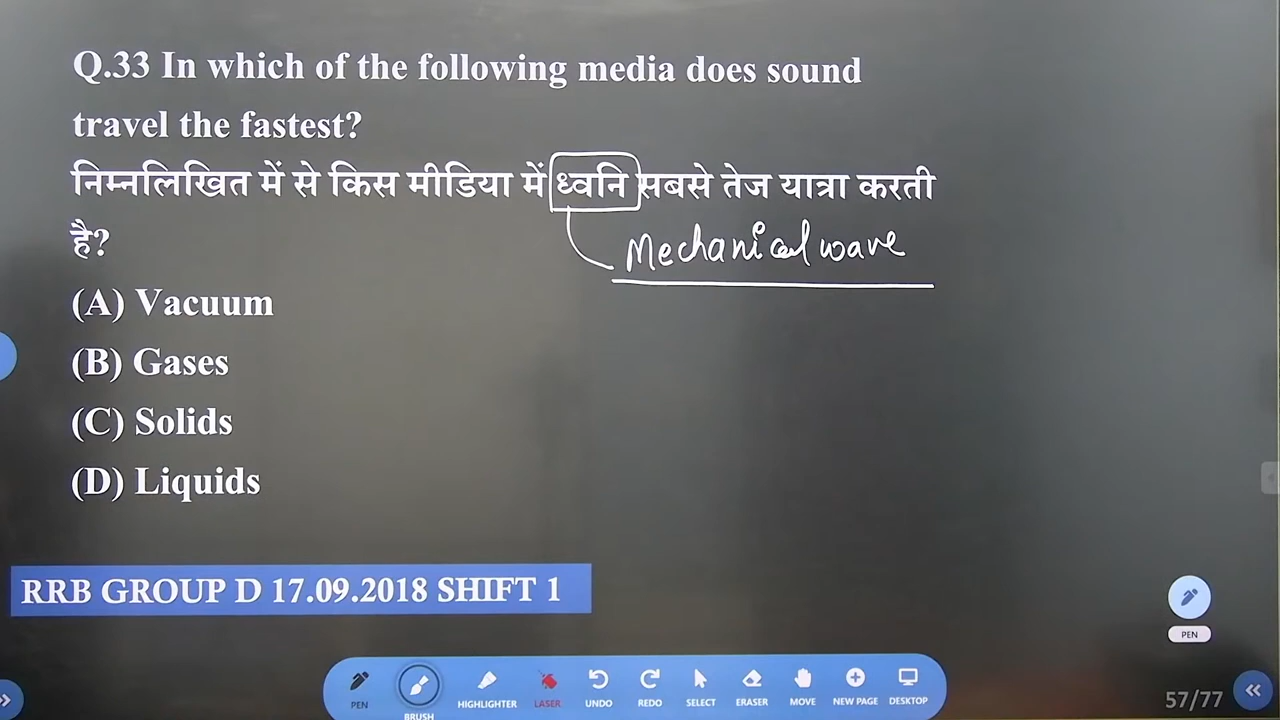 Q.33 In which of the following media does sound
travel the fastest?
निम्नलिखित में से किस मीडिया में ध्वनि सबसे तेज यात्रा करती
है?
Mechanical wave
(A) Vacuum
(B) Gases
(C) Solids
(D) Liquids
RRB GROUP D 17.09.2018 SHIFT 1
PEN
PEN
BRUSH
HIGHLIGHTER
LASER
UNDO
REDO
SELECT
ERASER
MOVE
NEW PAGE
DESKTOP
57/77